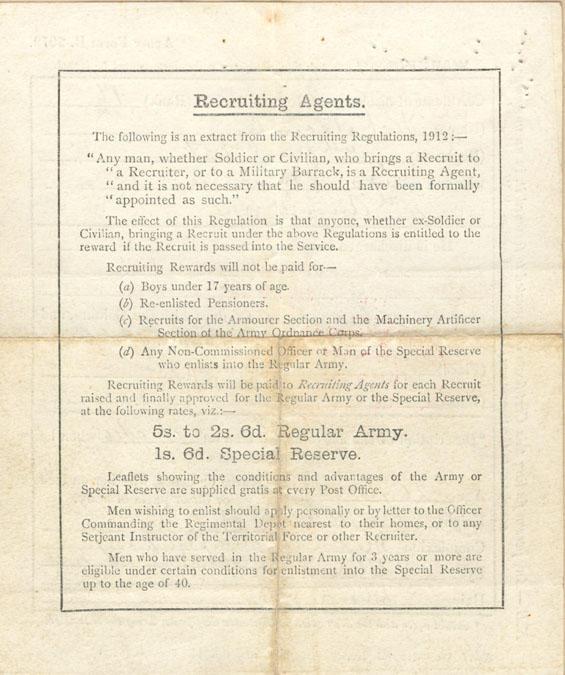 Recruiting Agents.
The following is an extract from the Recruiting Regulations, 1912 :—
"Any man, whether Soldier or Civilian, who brings a Recruit to
"a Recruiter, or to a Military Barrack, is a Recruiting Agent,
"and it is not necessary that he should have been formally
"appointed as such."
The effect of this Regulation is that anyone, whether ex-Soldier or
Civilian, bringing a Recruit under the above Regulations is entitled to the
reward if the Recruit is passed into the Service.
Recruiting Rewards will not be paid for—
(a) Boys under 17 years of age.
(b) Re-enlisted Pensioners.
(c) Recruits for the Armourer Section and the Machinery Artificer
Section of the Army Ordnance Corps.
(d) Any Non-Commissioned Officer or Man of the Special Reserve
who enlists into the Regular Army.
Recruiting Rewards will be paid to Recruiting Agents for each Recruit
raised and finally approved for the Regular Army or the Special Reserve,
at the following rates, viz.:—
5s. to 2s. 6d. Regular Army.
1s. 6d. Special Reserve.
Leaflets showing the conditions and advantages of the Army or
Special Reserve are supplied gratis at every Post Office.
Men wishing to enlist should apply personally or by letter to the Officer
Commanding the Regimental Depôt nearest to their homes, or to any
Serjeant Instructor of the Territorial Force or other Recruiter.
Men who have served in the Regular Army for 3 years or more are
eligible under certain conditions for enlistment into the Special Reserve
up to the age of 40.